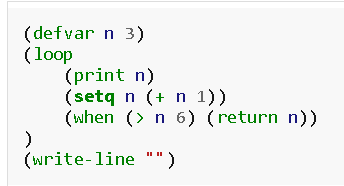 (defvar n 3)
(loop
    (print n)
    (setq n (+ n 1))
    (when (> n 6) (return n))
)
(write-line "")